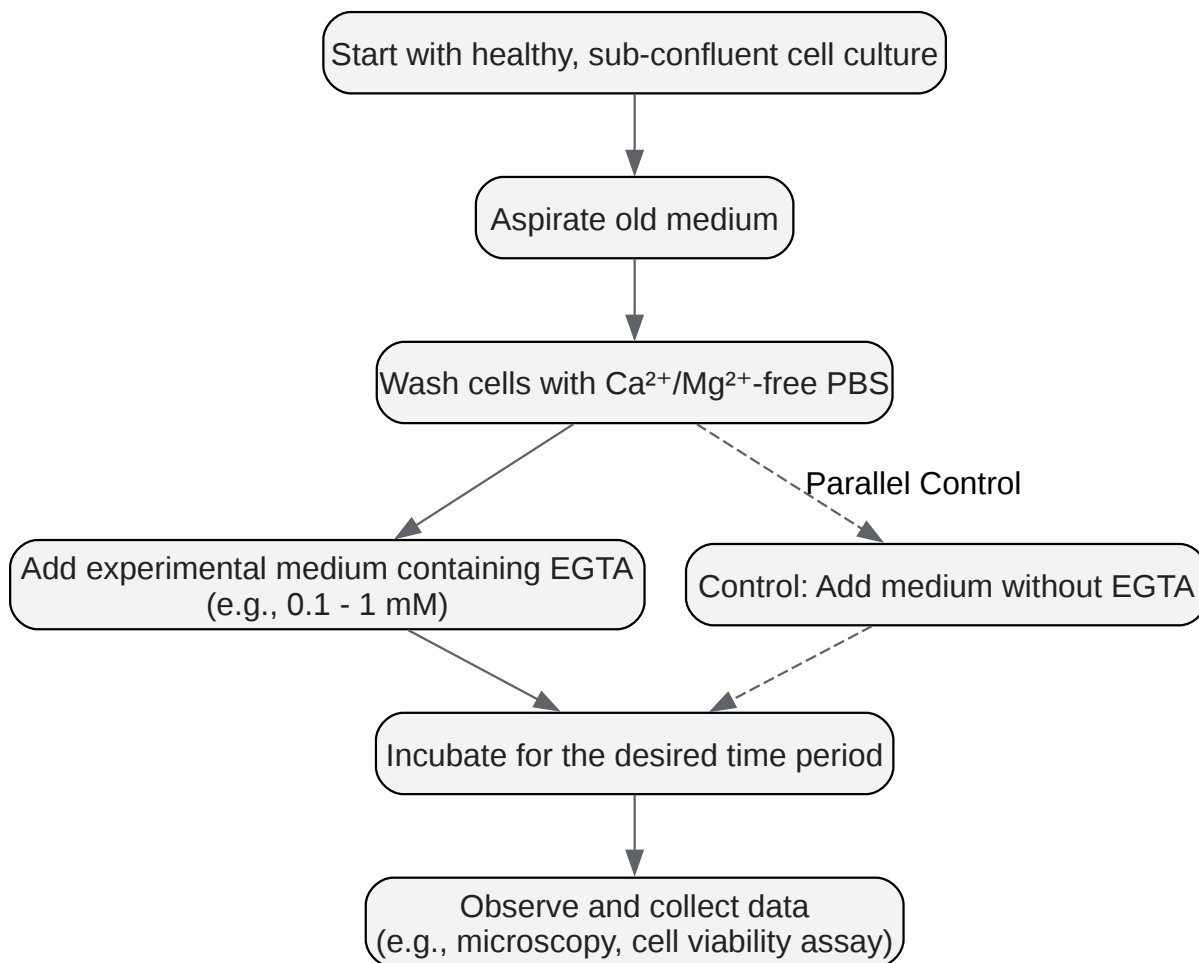 Start with healthy, sub-confluent cell culture
Aspirate old medium
Wash cells with Ca²⁺/Mg²⁺-free PBS
Parallel Control
Add experimental medium containing EGTA
(e.g., 0.1 - 1 mM)
Control: Add medium without EGTA
Incubate for the desired time period
Observe and collect data
(e.g., microscopy, cell viability assay)